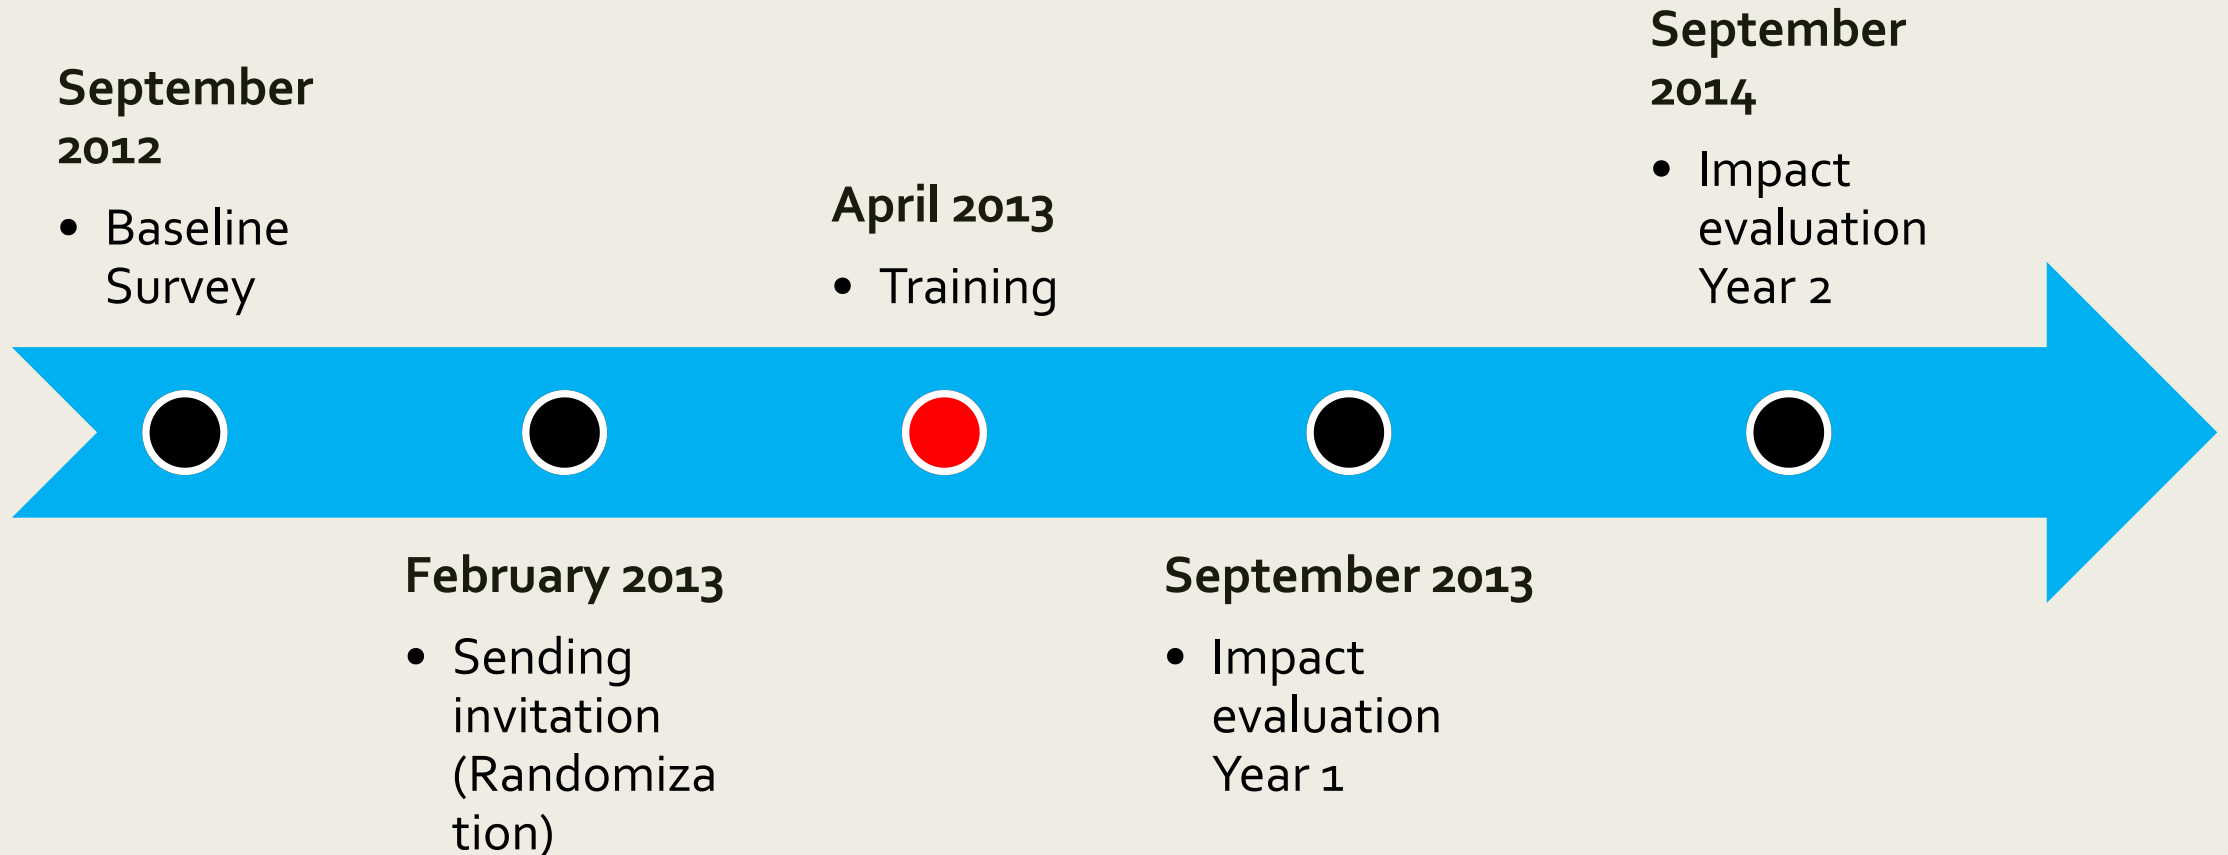 September
2012
• Baseline
Survey
February 2013
• Sending
invitation
(Randomiza
tion)
April 2013
• Training
September 2013
• Impact
evaluation
Year 1
September
2014
• Impact
evaluation
Year 2